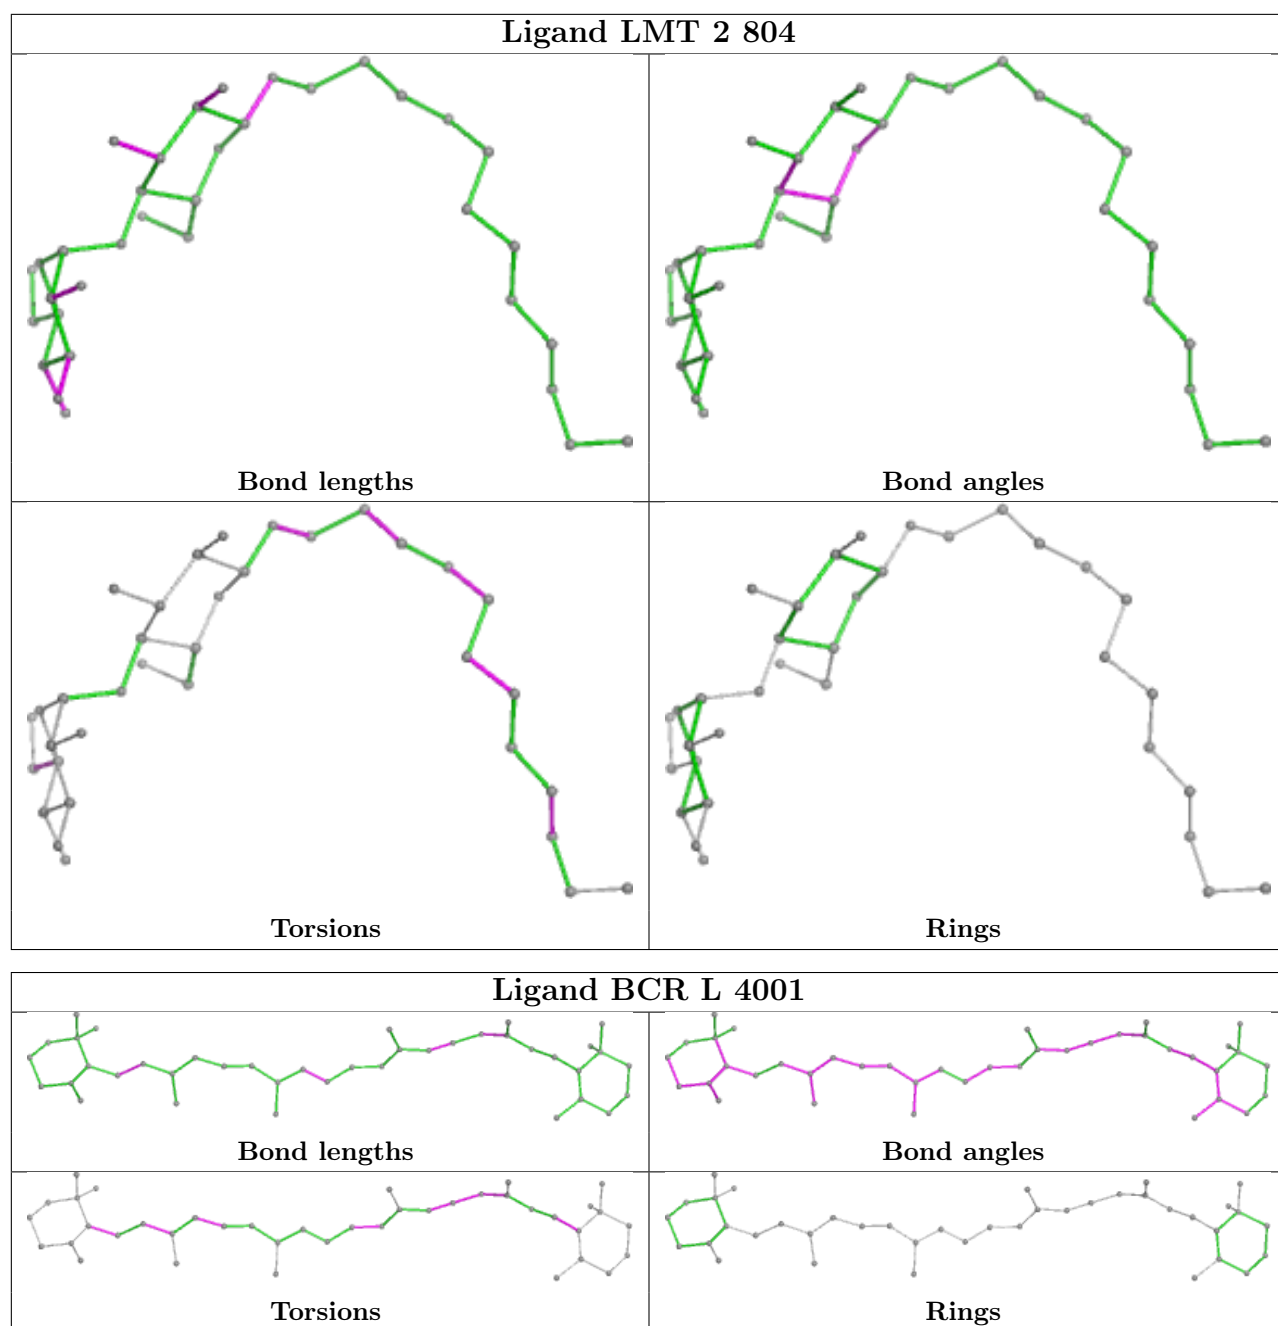 Ligand LMT 2 804
Bond lengths
Bond angles
Torsions
Rings
Ligand BCR L 4001
Bond lengths
Bond angles
Torsions
Rings